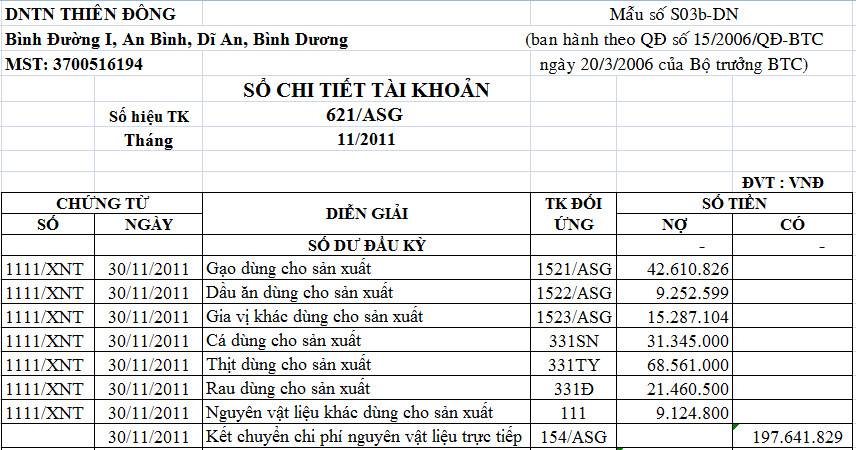 DNTN THIÊN ĐÔNG Mẫu số S03b-DN
Bình Đường I, An Bình, Dĩ An, Bình Dương (ban hành theo QĐ số 15/2006/QĐ-BTC
MST: 3700516194 ngày 20/3/2006 của Bộ trưởng BTC)
SỔ CHI TIẾT TÀI KHOẢN
Số hiệu TK 621/ASG
Tháng 11/2011
ĐVT : VNĐ
CHỨNG TỪ DIỄN GIẢI TK ĐỐI ỨNG SỐ TIỀN
SỐ NGÀY NỢ CÓ
SỐ DƯ ĐẦU KỲ - -
1111/XNT 30/11/2011 Gạo dùng cho sản xuất 1521/ASG 42.610.826
1111/XNT 30/11/2011 Dầu ăn dùng cho sản xuất 1522/ASG 9.252.599
1111/XNT 30/11/2011 Gia vị khác dùng cho sản xuất 1523/ASG 15.287.104
1111/XNT 30/11/2011 Cá dùng cho sản xuất 331SN 31.345.000
1111/XNT 30/11/2011 Thịt dùng cho sản xuất 331TY 68.561.000
1111/XNT 30/11/2011 Rau dùng cho sản xuất 331Đ 21.460.500
1111/XNT 30/11/2011 Nguyên vật liệu khác dùng cho sản xuất 111 9.124.800
30/11/2011 Kết chuyển chi phí nguyên vật liệu trực tiếp 154/ASG 197.641.829